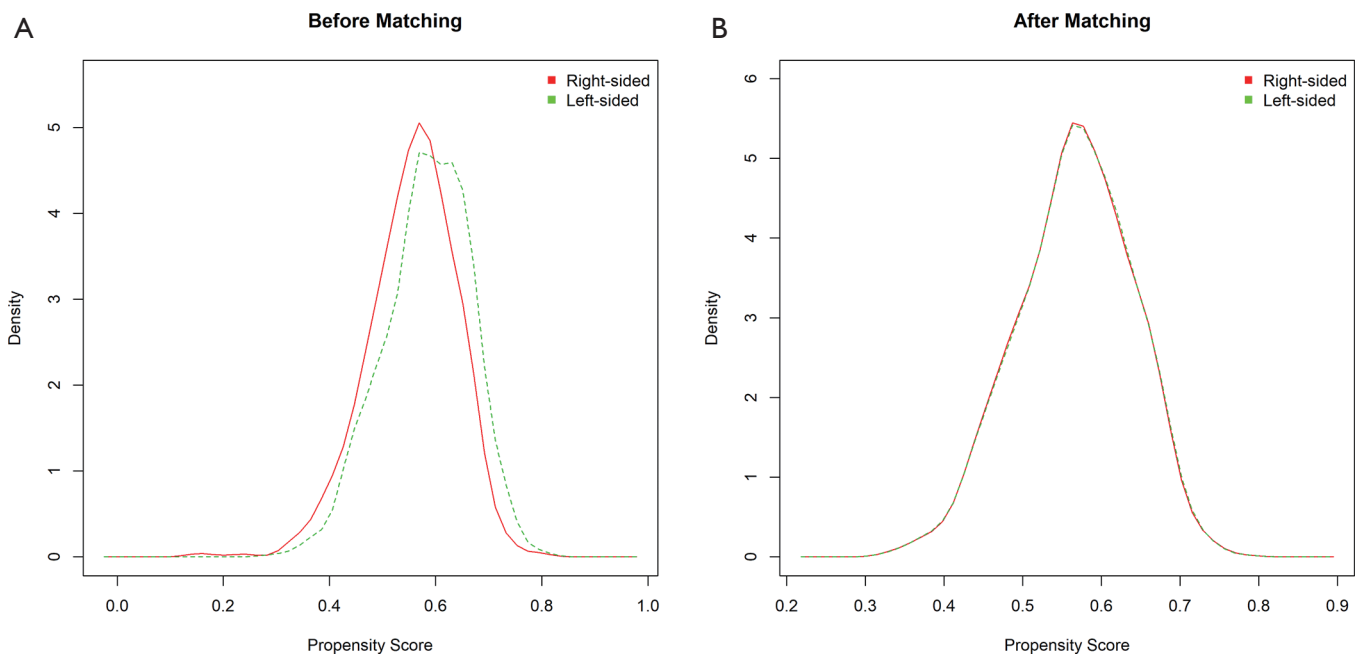 A
Before Matching
Right-sided
Left-sided
5
4
3
2
1
0
Density
0.0 0.2 0.4 0.6 0.8 1.0
Propensity Score
B
After Matching
Right-sided
Left-sided
6
5
4
3
2
1
0
Density
0.2 0.3 0.4 0.5 0.6 0.7 0.8 0.9
Propensity Score